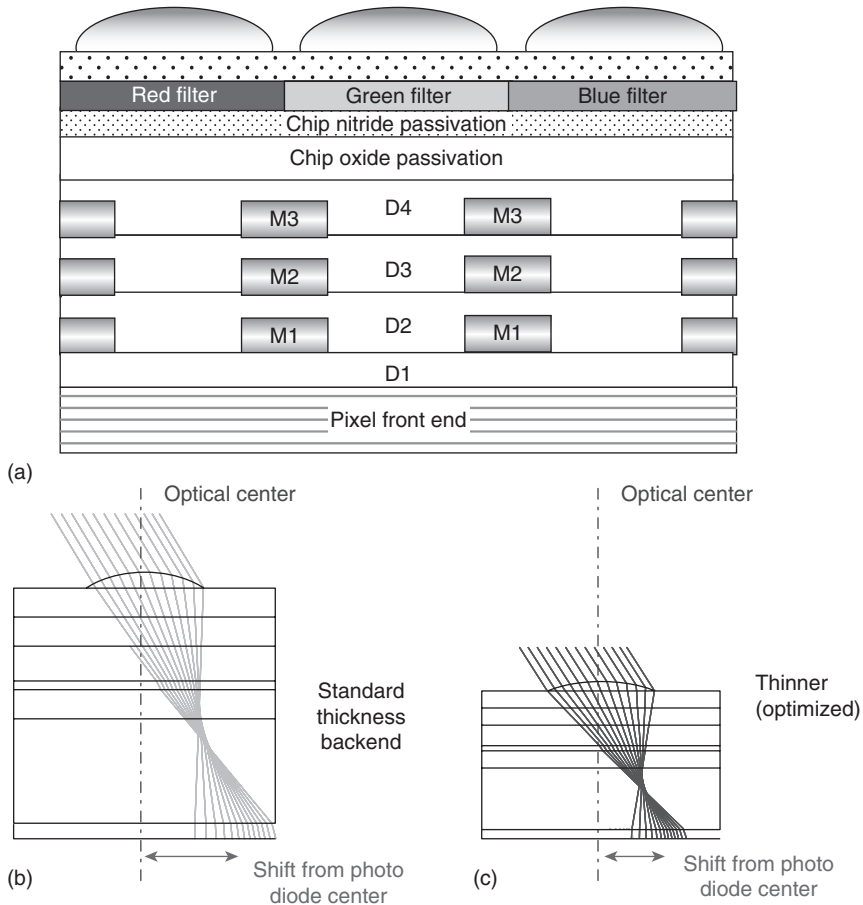 Red filter Green filter Blue filter
Chip nitride passivation
Chip oxide passivation
M3 D4 M3
M2 D3 M2
M1 D2 M1
D1
Pixel front end
(a)
Optical center
Standard
thickness
backend
(b)
Shift from photo
diode center
Optical center
Thinner
(optimized)
(c)
Shift from photo
diode center